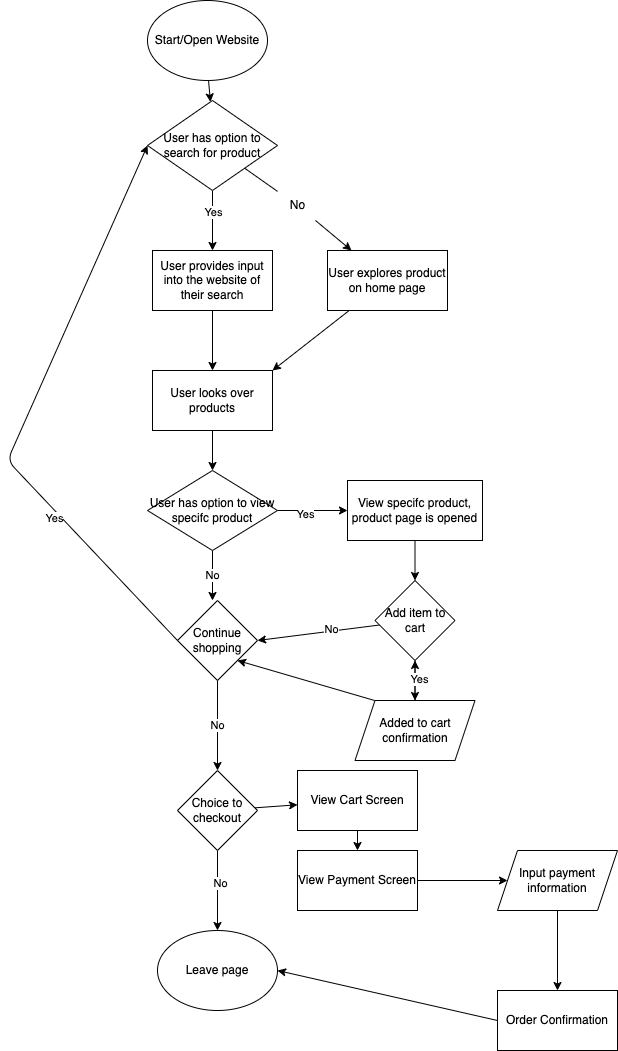 Start/Open Website
User has option to
search for product
No
Yes
User provides input
into the website of
their search
User explores product
on home page
User looks over
products
User has option to view
specifc product
Yes
View specifc product,
product page is opened
No
Add item to
cart
No
Continue
shopping
Yes
Yes
Added to cart
confirmation
No
Choice to
checkout
View Cart Screen
View Payment Screen
Input payment
information
No
Leave page
Order Confirmation